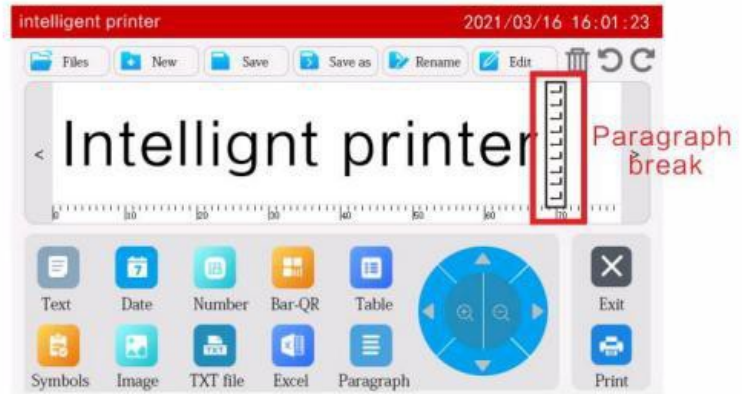 intelligent printer 2021/03/16 16:01:23
Files New Save Save as Rename Edit
< Intellignt printer >
Paragraph
break
0 10 20 30 40 50 60 70
7
Text Date Number Bar-QR Table Exit
TXT
Symbols Image TXT file Excel Paragraph Print